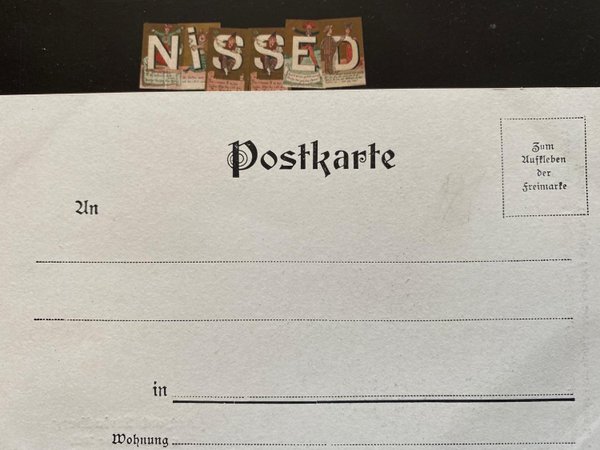 NiSSED
Postkarte
Zum
Aufkleben
der
Freimarke
An
in
Wohnung